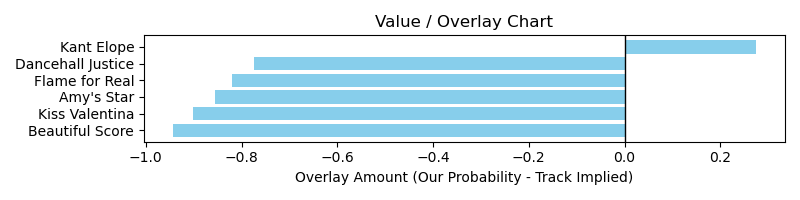 Value / Overlay Chart
Kant Elope
Dancehall Justice
Flame for Real
Amy's Star
Kiss Valentina
Beautiful Score
−1.0 −0.8 −0.6 −0.4 −0.2 0.0 0.2
Overlay Amount (Our Probability - Track Implied)